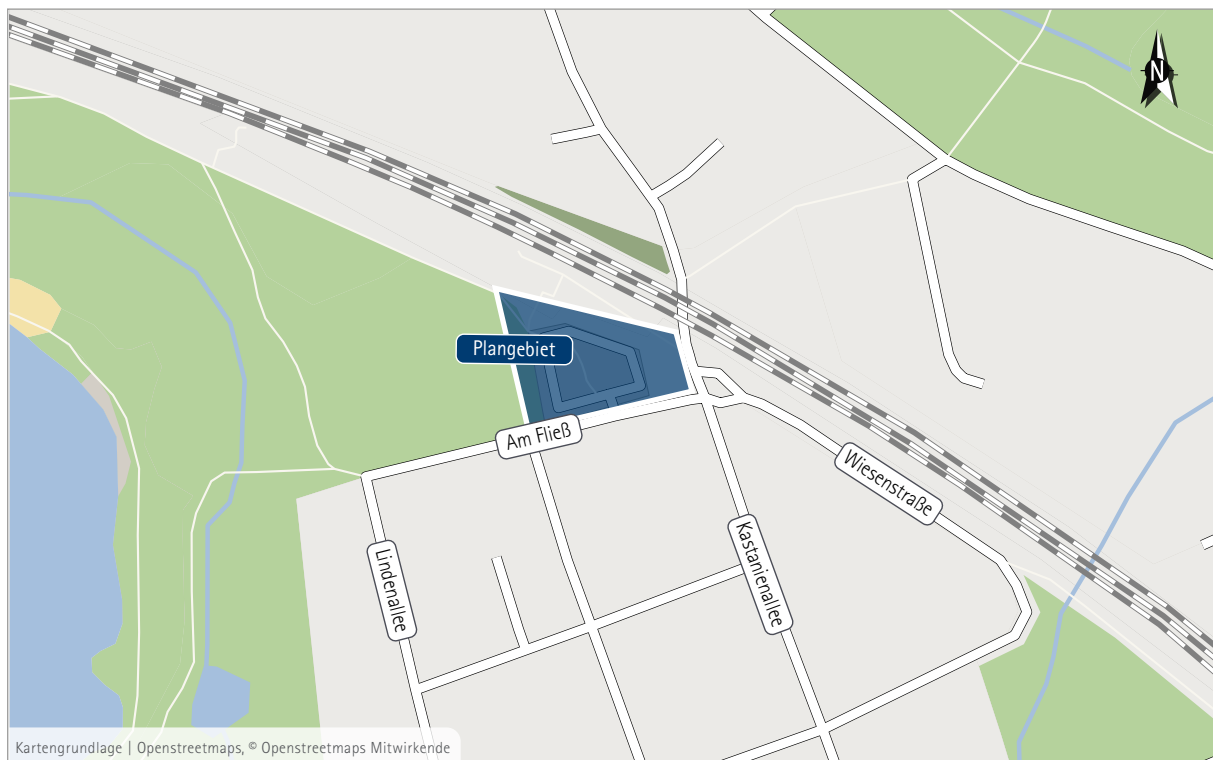 N
Plangebiet
Am Fließ
Wiesenstraße
Lindenallee
Kastanienallee
Kartengrundlage | Openstreetmaps, © Openstreetmaps Mitwirkende